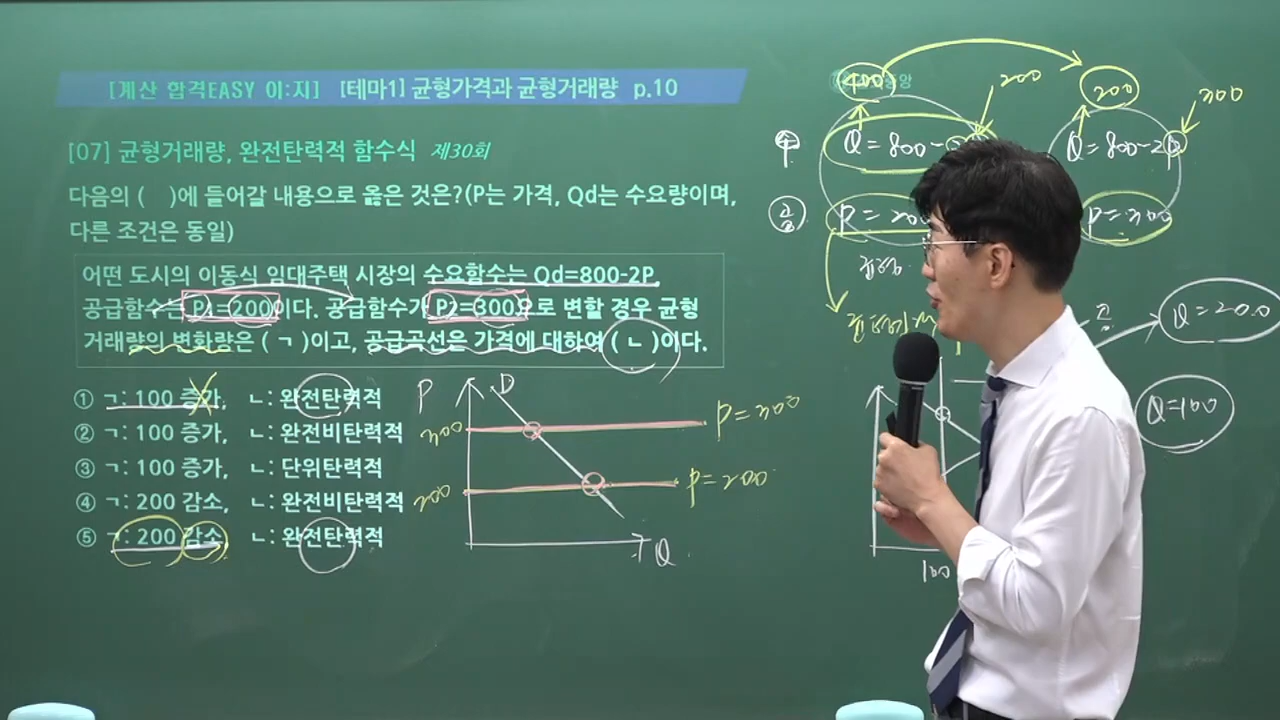 [계산 합격EASY 이:지] [테마1] 균형가격과 균형거래량 p.10
[07] 균형거래량, 완전탄력적 함수식 제30회
다음의 ( )에 들어갈 내용으로 옳은 것은?(P는 가격, Qd는 수요량이며,
다른 조건은 동일)
어떤 도시의 이동식 임대주택 시장의 수요함수는 Qd=800-2P,
공급함수는 P1=200이다. 공급함수가 P2=300으로 변할 경우 균형
거래량의 변화량은 ( ㄱ )이고, 공급곡선은 가격에 대하여 ( ㄴ )이다.
① ㄱ: 100 증가, ㄴ: 완전탄력적
② ㄱ: 100 증가, ㄴ: 완전비탄력적
③ ㄱ: 100 증가, ㄴ: 단위탄력적
④ ㄱ: 200 감소, ㄴ: 완전비탄력적
⑤ ㄱ: 200 감소, ㄴ: 완전탄력적
P D
300 P=300
200 P=200
Q
400 200 200 300
수 Q=800- Q=800-2P
공 P=200 P=300
공 Q=200
Q=100
100